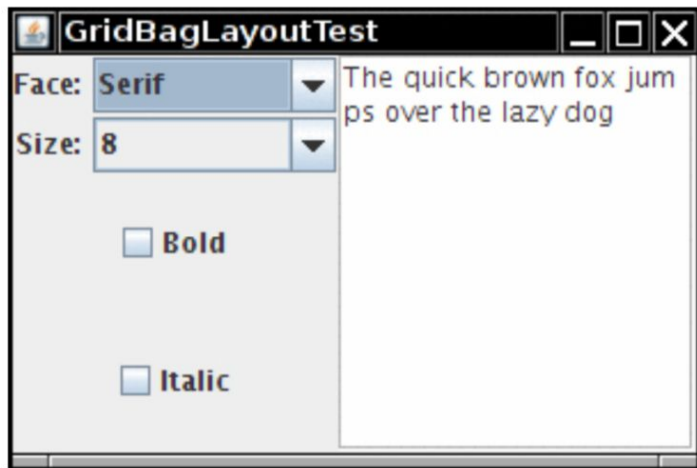 GridBagLayoutTest
Face: Serif
Size: 8
Bold
Italic
The quick brown fox jum
ps over the lazy dog